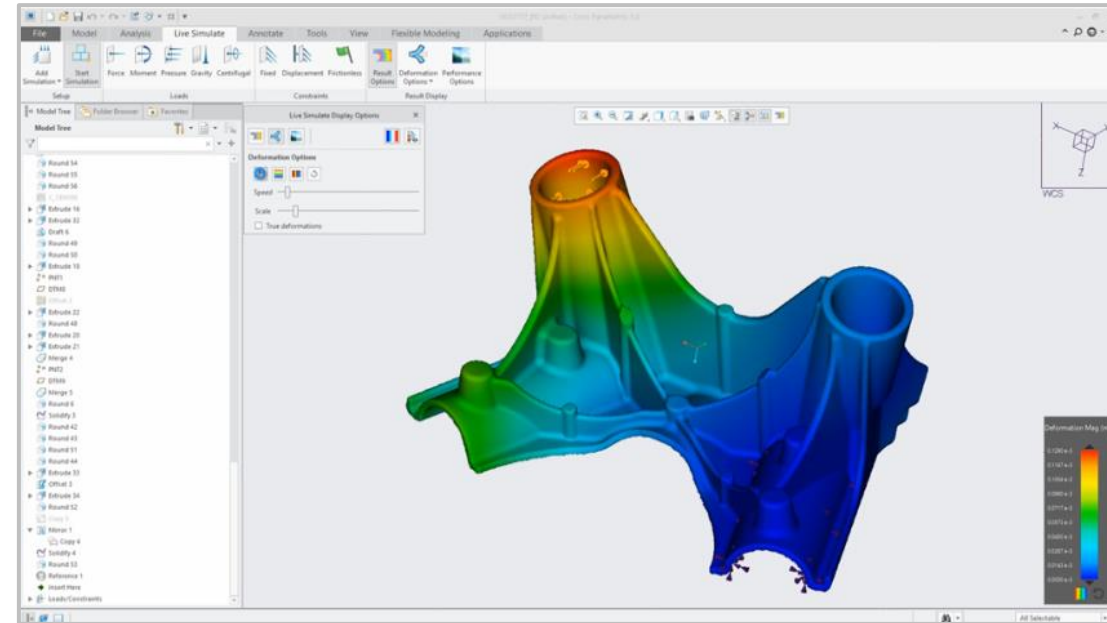 File Model Analysis Live Simulate Annotate Tools View Flexible Modeling Applications
Add Simulation Start Simulation Force Moment Pressure Gravity Centrifugal Fixed Displacement Frictionless Result Options Deformation Options Performance Options
Setup Loads Constraints Result Display
Model Tree Folder Browser Favorites
Live Simulate Display Options
Model Tree
Deformation Options
Speed
Scale
True deformations
Round 54
Round 55
Round 56
Extrude 16
Extrude 32
Draft 6
Round 49
Round 50
Extrude 10
PNT1
DTM8
Offset 2
Extrude 22
Round 48
Extrude 20
Extrude 21
Merge 4
PNT2
DTM9
Merge 5
Round 6
Solidify 3
Round 42
Round 43
Round 51
Round 44
Extrude 33
Offset 3
Extrude 34
Round 52
Mirror 1
Copy 4
Solidify 4
Round 53
Reference 1
Insert Here
Loads/Constraints
X Y
Z
WCS
Deformation Mag
All Selectable